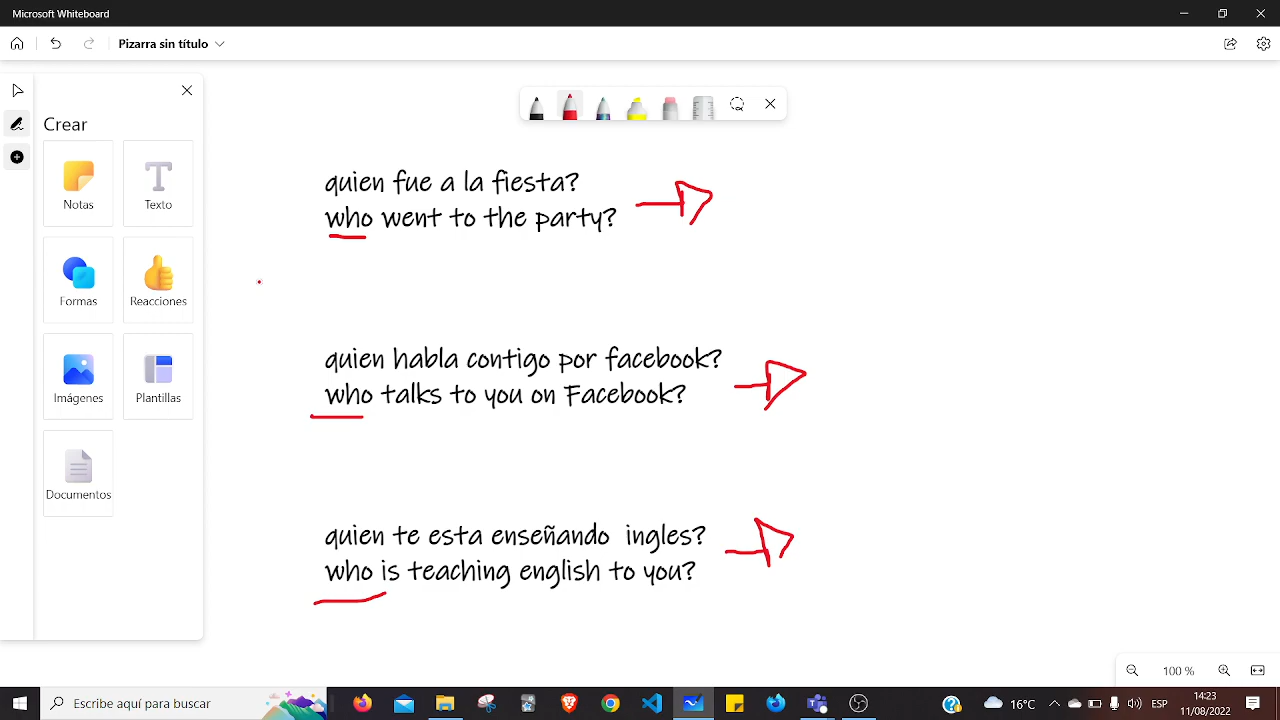 Microsoft Whiteboard
Pizarra sin título
Crear
Notas
Texto
Formas
Reacciones
Imágenes
Plantillas
Documentos
quien fue a la fiesta?
who went to the party?
quien habla contigo por facebook?
who talks to you on Facebook?
quien te esta enseñando ingles?
who is teaching english to you?
100 %
Escribe aquí para buscar
16°C
ESP
14:23
11/08/2022